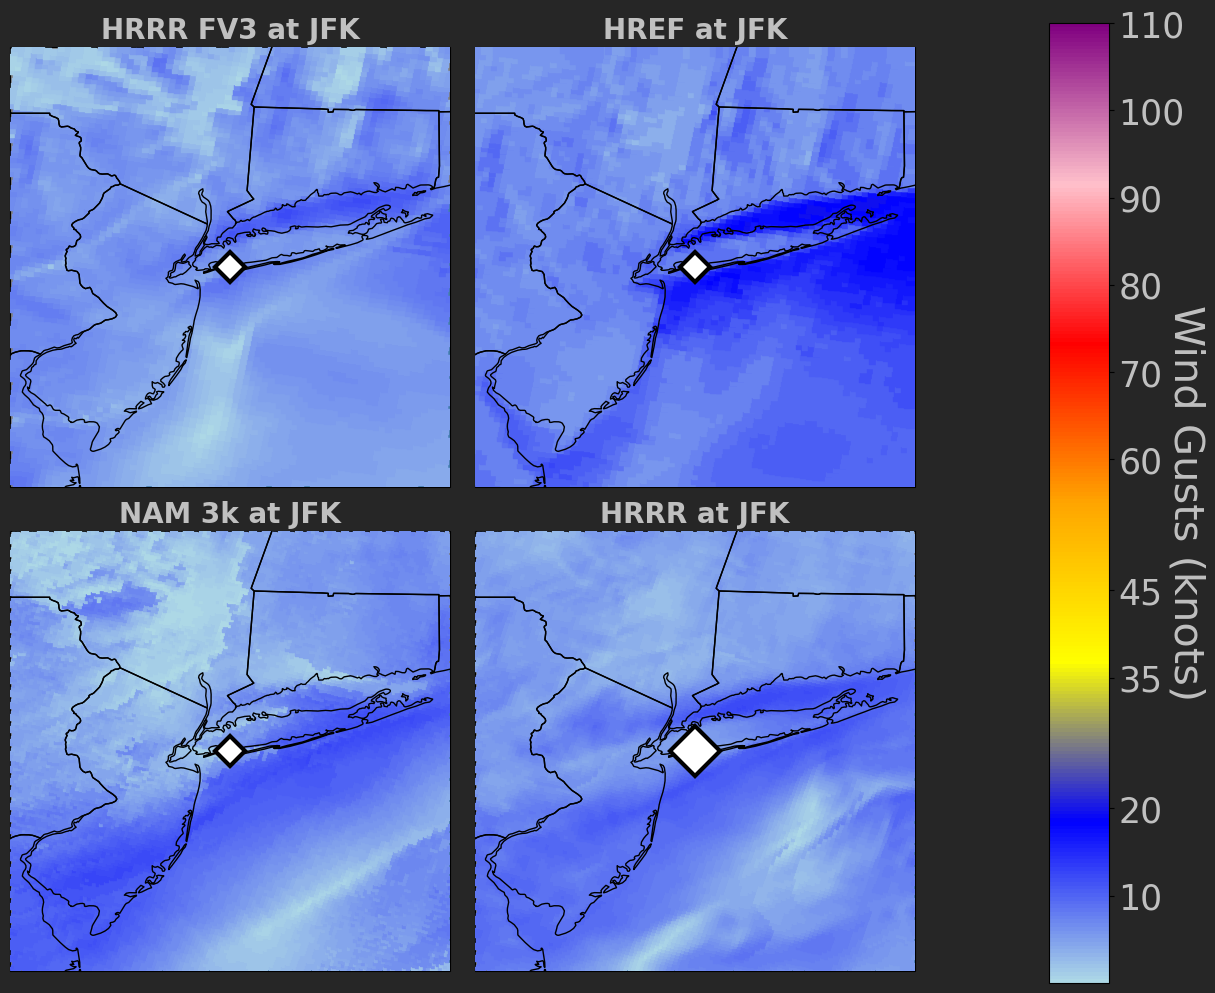 HRRR FV3 at JFK
HREF at JFK
NAM 3k at JFK
HRRR at JFK
110
100
90
80
70
60
45
35
20
10
Wind Gusts (knots)